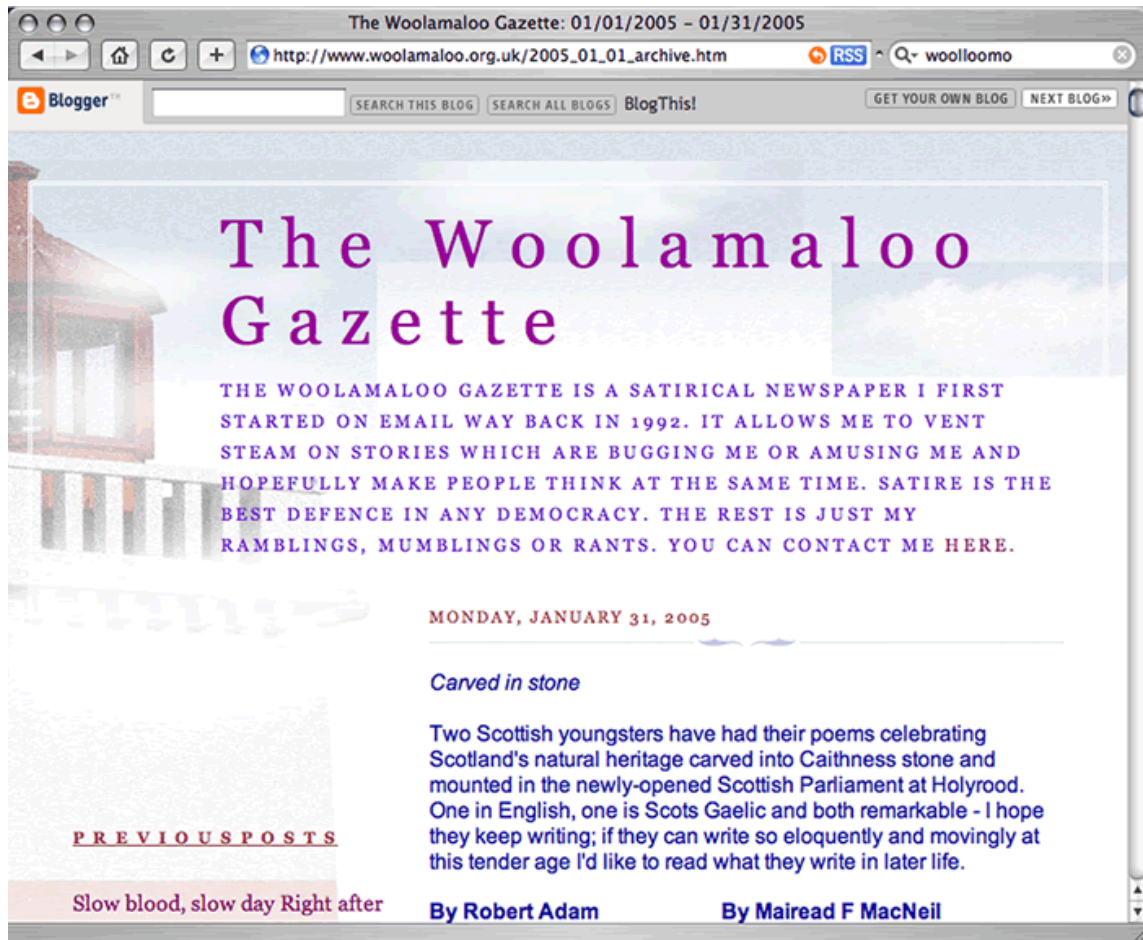 The Woolamaloo Gazette: 01/01/2005 – 01/31/2005
http://www.woolamaloo.org.uk/2005_01_01_archive.htm RSS woolloomo
Blogger™ SEARCH THIS BLOG SEARCH ALL BLOGS BlogThis! GET YOUR OWN BLOG NEXT BLOG»
The Woolamaloo
Gazette
THE WOOLAMALOO GAZETTE IS A SATIRICAL NEWSPAPER I FIRST
STARTED ON EMAIL WAY BACK IN 1992. IT ALLOWS ME TO VENT
STEAM ON STORIES WHICH ARE BUGGING ME OR AMUSING ME AND
HOPEFULLY MAKE PEOPLE THINK AT THE SAME TIME. SATIRE IS THE
BEST DEFENCE IN ANY DEMOCRACY. THE REST IS JUST MY
RAMBLINGS, MUMBLINGS OR RANTS. YOU CAN CONTACT ME HERE.
MONDAY, JANUARY 31, 2005
Carved in stone
Two Scottish youngsters have had their poems celebrating
Scotland's natural heritage carved into Caithness stone and
mounted in the newly-opened Scottish Parliament at Holyrood.
One in English, one is Scots Gaelic and both remarkable - I hope
they keep writing; if they can write so eloquently and movingly at
this tender age I'd like to read what they write in later life.
By Robert Adam By Mairead F MacNeil
PREVIOUSPOSTS
Slow blood, slow day Right after